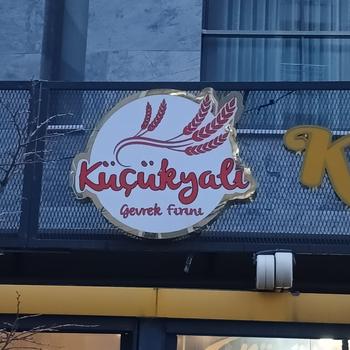 Küçükyalı
Gevrek Fırını
K